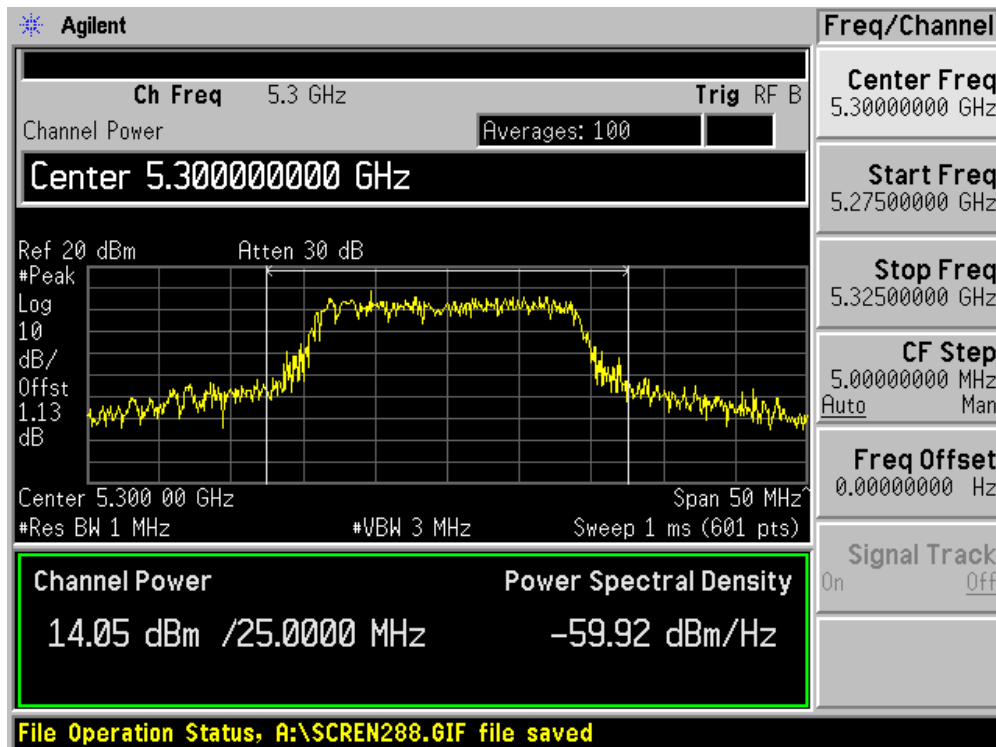 Agilent
Freq/Channel
Ch Freq 5.3 GHz Trig RF B
Channel Power Averages: 100
Center 5.300000000 GHz
Ref 20 dBm Atten 30 dB
#Peak
Log
10
dB/
Offst
1.13
dB
Center 5.300 00 GHz Span 50 MHz^
#Res BW 1 MHz #VBW 3 MHz Sweep 1 ms (601 pts)
Channel Power Power Spectral Density
14.05 dBm /25.0000 MHz -59.92 dBm/Hz
File Operation Status, A:\SCREN288.GIF file saved
Center Freq
5.30000000 GHz
Start Freq
5.27500000 GHz
Stop Freq
5.32500000 GHz
CF Step
5.00000000 MHz
Auto Man
Freq Offset
0.00000000 Hz
Signal Track
On Off